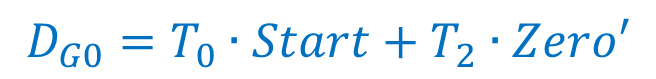 D_{G0} = T_0 · Start + T_2 · Zero′